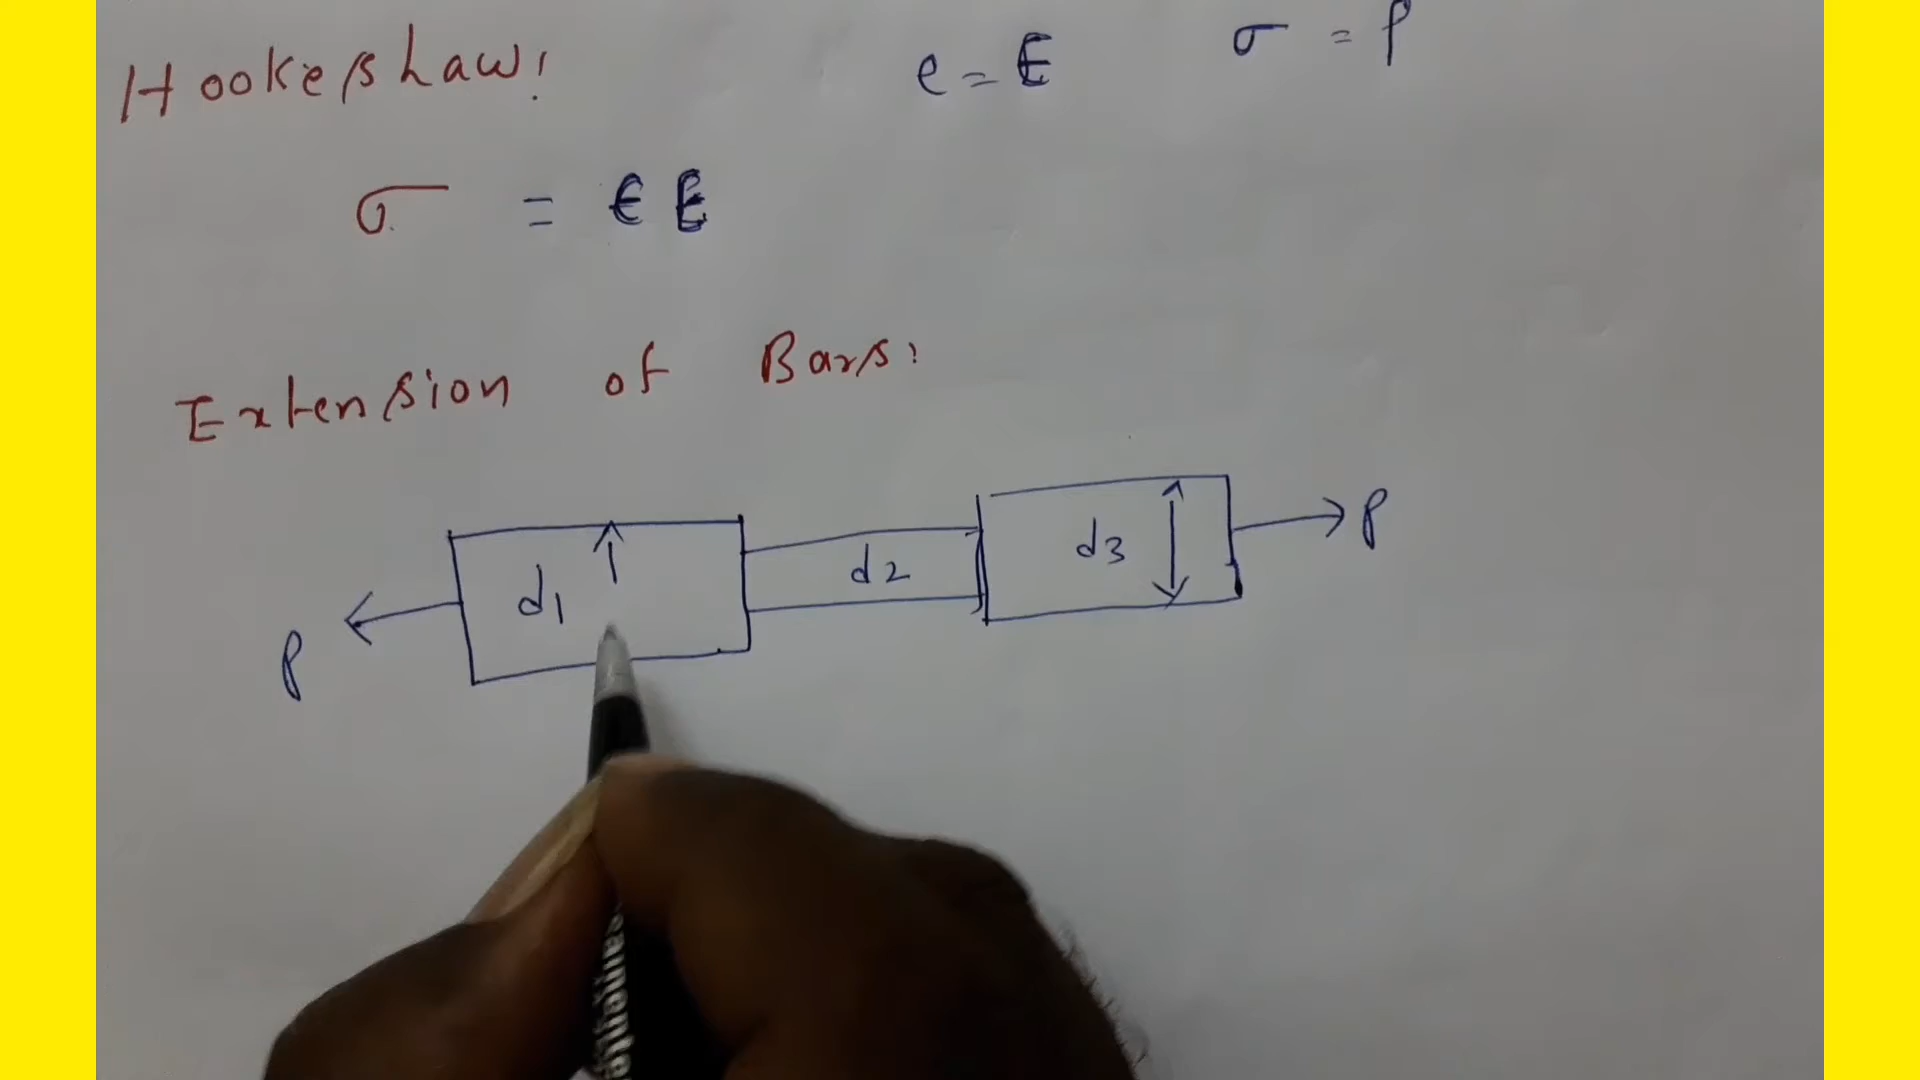 Hookes Law:
e = E
σ = P
σ = ϵ E
Extension of Bars:
d1
d2
d3
P
P